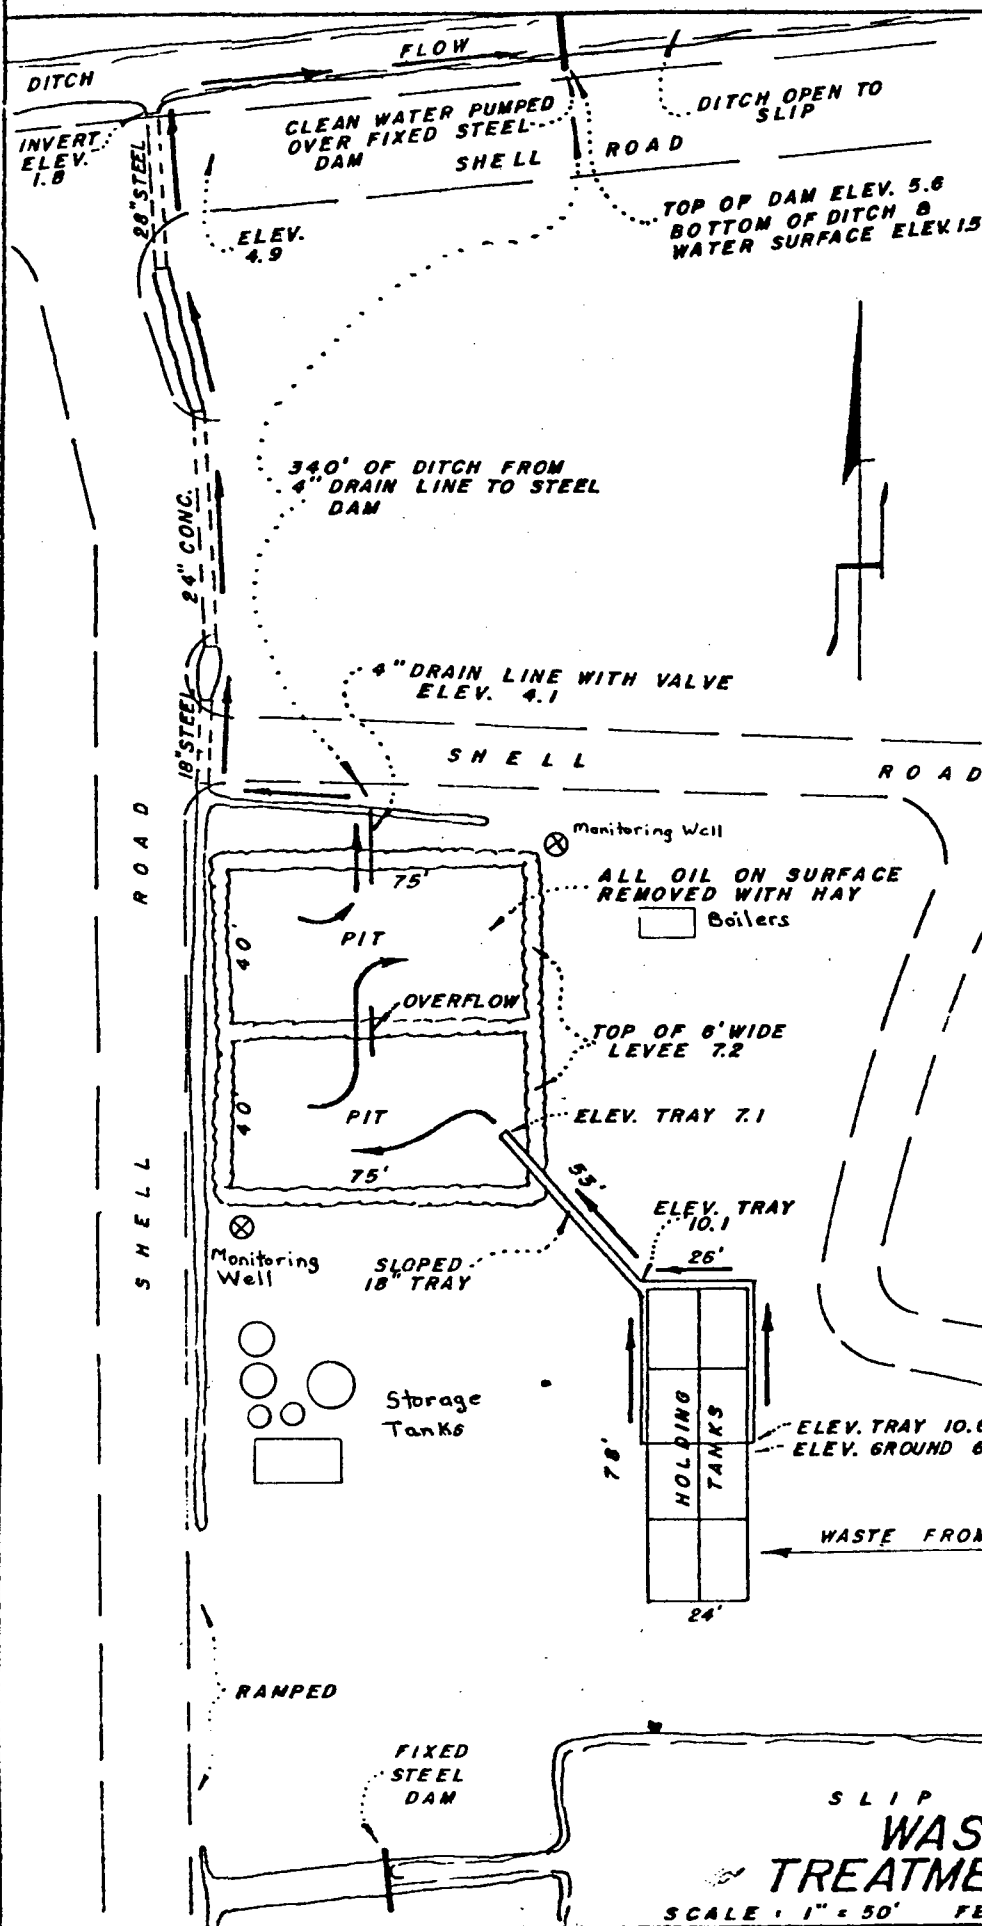 FLOW
DITCH
CLEAN WATER PUMPED
OVER FIXED STEEL
DAM
DITCH OPEN TO
SLIP
INVERT
ELEV.
1.8
SHELL ROAD
28" STEEL
TOP OF DAM ELEV. 5.6
BOTTOM OF DITCH &
WATER SURFACE ELEV. 1.5
ELEV.
4.9
340' OF DITCH FROM
4" DRAIN LINE TO STEEL
DAM
24" CONC.
4" DRAIN LINE WITH VALVE
ELEV. 4.1
18" STEEL
SHELL ROAD
Monitoring Well
ALL OIL ON SURFACE
REMOVED WITH HAY
Boilers
75'
PIT
40'
OVERFLOW
TOP OF 6' WIDE
LEVEE 7.2
40'
PIT
ELEV. TRAY 7.1
75'
53'
SHELL ROAD
ELEV. TRAY
10.1
26'
Monitoring
Well
SLOPED
18" TRAY
Storage
Tanks
HOLDING
TANKS
78'
ELEV. TRAY 10.6
ELEV. GROUND 6
WASTE FROM
24'
RAMPED
FIXED
STEEL
DAM
SLIP
WAS
TREATME
SCALE : 1" = 50' FE